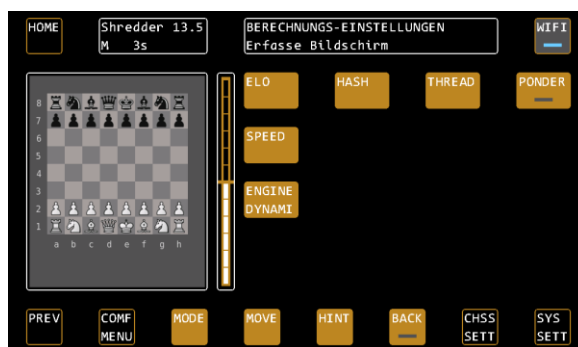 HOME
Shredder 13.5
M 3s
BERECHNUNGS-EINSTELLUNGEN
Erfasse Bildschirm
WIFI
8
7
6
5
4
3
2
1
a b c d e f g h
ELO
HASH
THREAD
PONDER
SPEED
ENGINE
DYNAMI
PREV
COMF
MENU
MODE
MOVE
HINT
BACK
CHSS
SETT
SYS
SETT